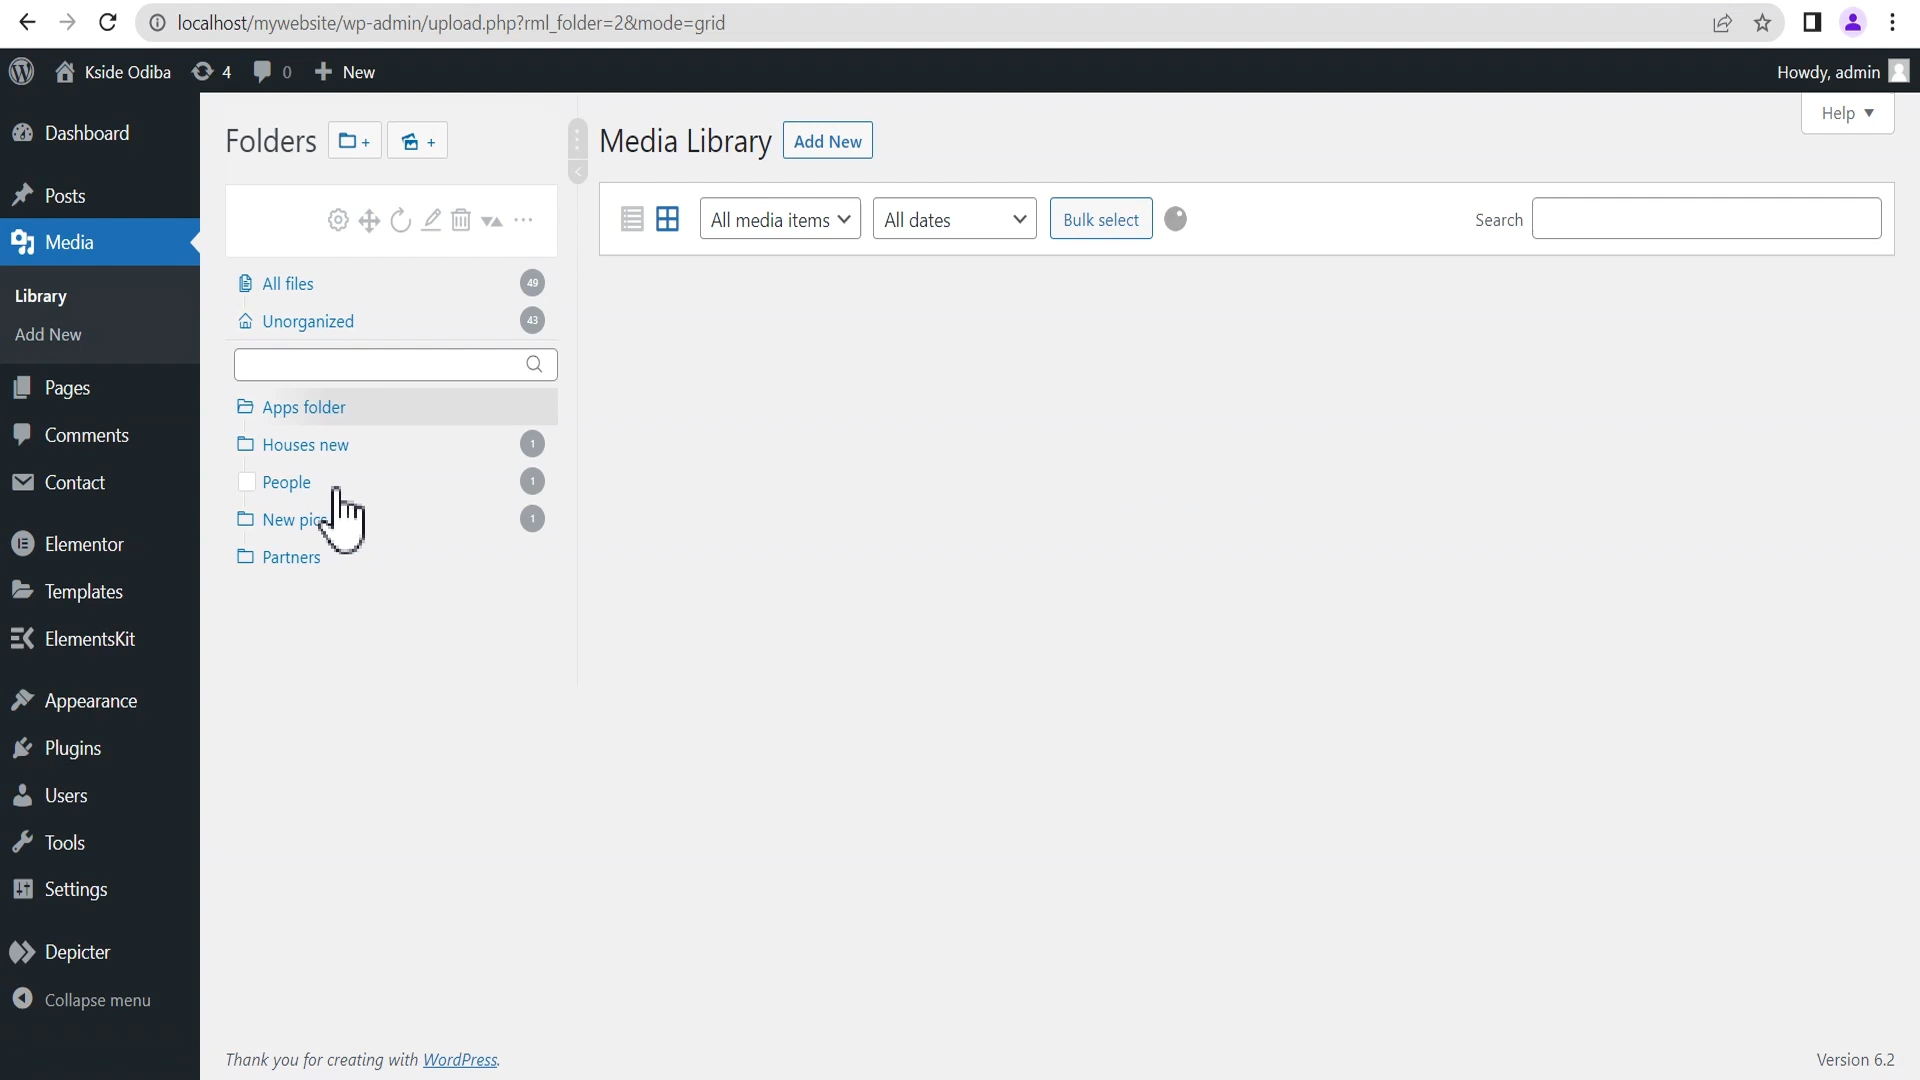 localhost/mywebsite/wp-admin/upload.php?rml_folder=2&mode=grid
Kside Odiba 4 0 New Howdy, admin
Help
Dashboard
Posts
Media
Library
Add New
Pages
Comments
Contact
Elementor
Templates
ElementsKit
Appearance
Plugins
Users
Tools
Settings
Depicter
Collapse menu
Folders + +
All files 49
Unorganized 43
Apps folder
Houses new 1
People 1
New pics 1
Partners
Media Library Add New
All media items All dates Bulk select Search
Thank you for creating with WordPress. Version 6.2